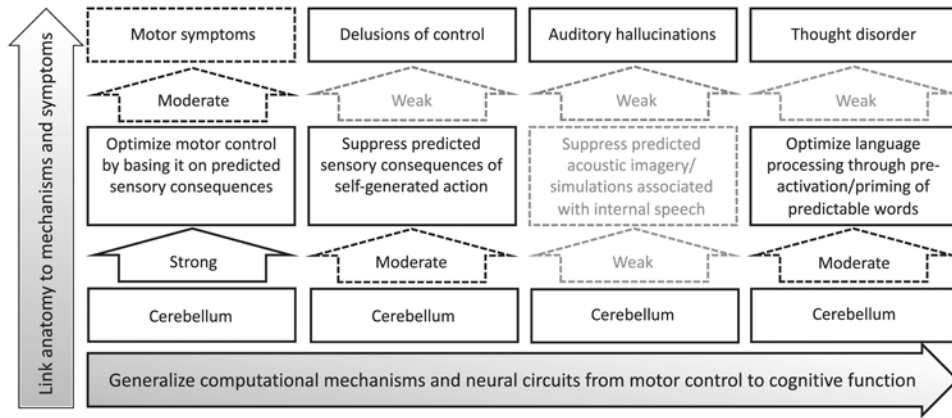 Link anatomy to mechanisms and symptoms
Motor symptoms
Delusions of control
Auditory hallucinations
Thought disorder
Moderate
Weak
Weak
Weak
Optimize motor control
by basing it on predicted
sensory consequences
Suppress predicted
sensory consequences of
self-generated action
Suppress predicted
acoustic imagery/
simulations associated
with internal speech
Optimize language
processing through pre-
activation/priming of
predictable words
Strong
Moderate
Weak
Moderate
Cerebellum
Cerebellum
Cerebellum
Cerebellum
Generalize computational mechanisms and neural circuits from motor control to cognitive function